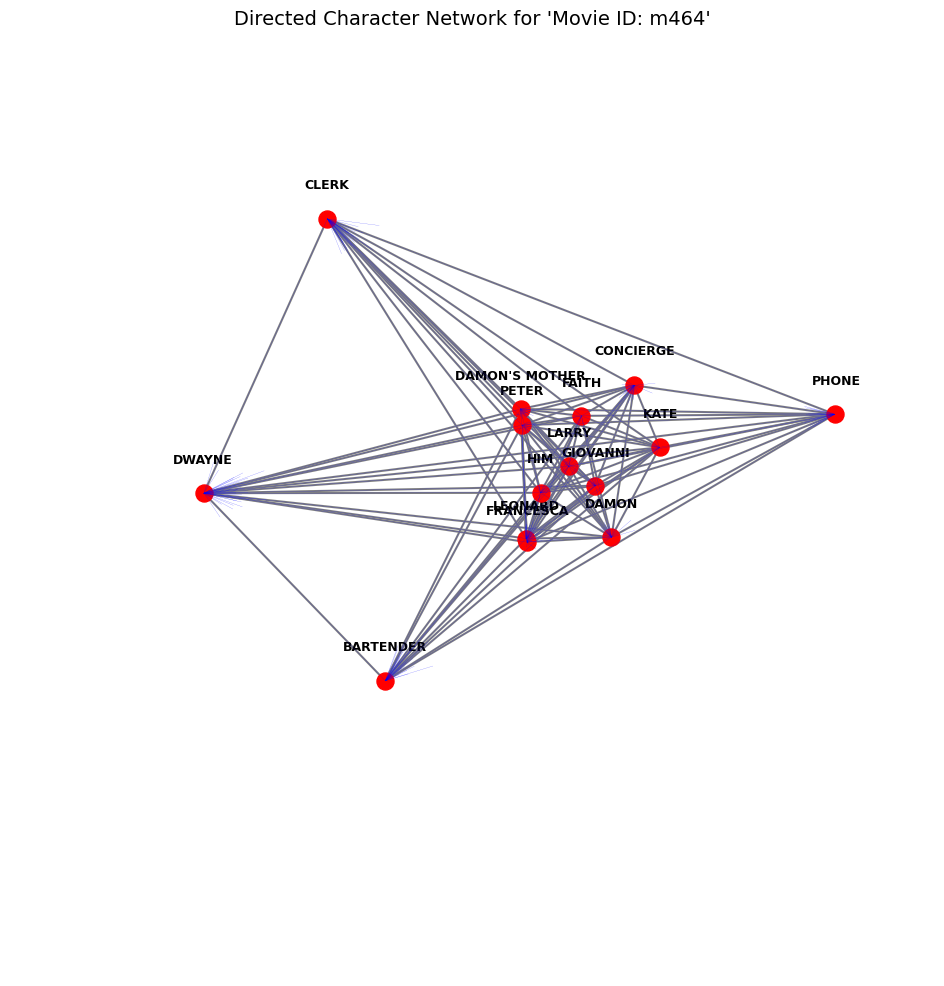 Directed Character Network for 'Movie ID: m464'
CLERK
CONCIERGE
DAMON'S MOTHER
FAITH
PHONE
PETER
KATE
LARRY
GIOVANNI
HIM
DWAYNE
LEONARD
DAMON
FRANCESCA
BARTENDER